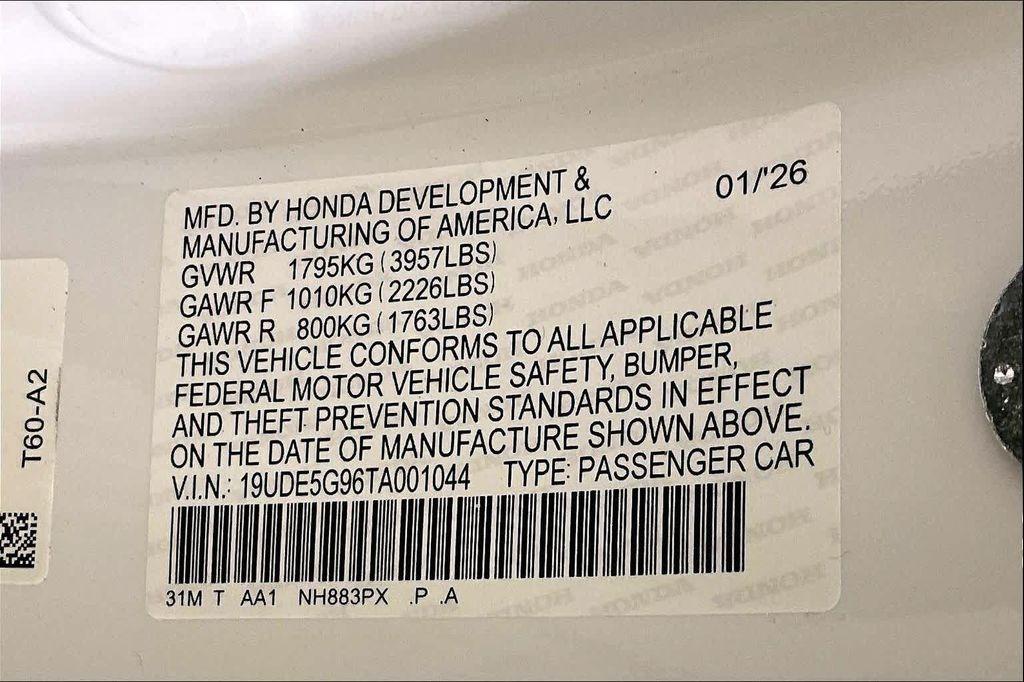 MFD. BY HONDA DEVELOPMENT &
MANUFACTURING OF AMERICA, LLC
01/'26
GVWR 1795KG (3957LBS)
GAWR F 1010KG (2226LBS)
GAWR R 800KG (1763LBS)
THIS VEHICLE CONFORMS TO ALL APPLICABLE
FEDERAL MOTOR VEHICLE SAFETY, BUMPER,
AND THEFT PREVENTION STANDARDS IN EFFECT
ON THE DATE OF MANUFACTURE SHOWN ABOVE.
V.I.N.: 19UDE5G96TA001044 TYPE: PASSENGER CAR
31M T AA1 NH883PX .P .A
T60-A2